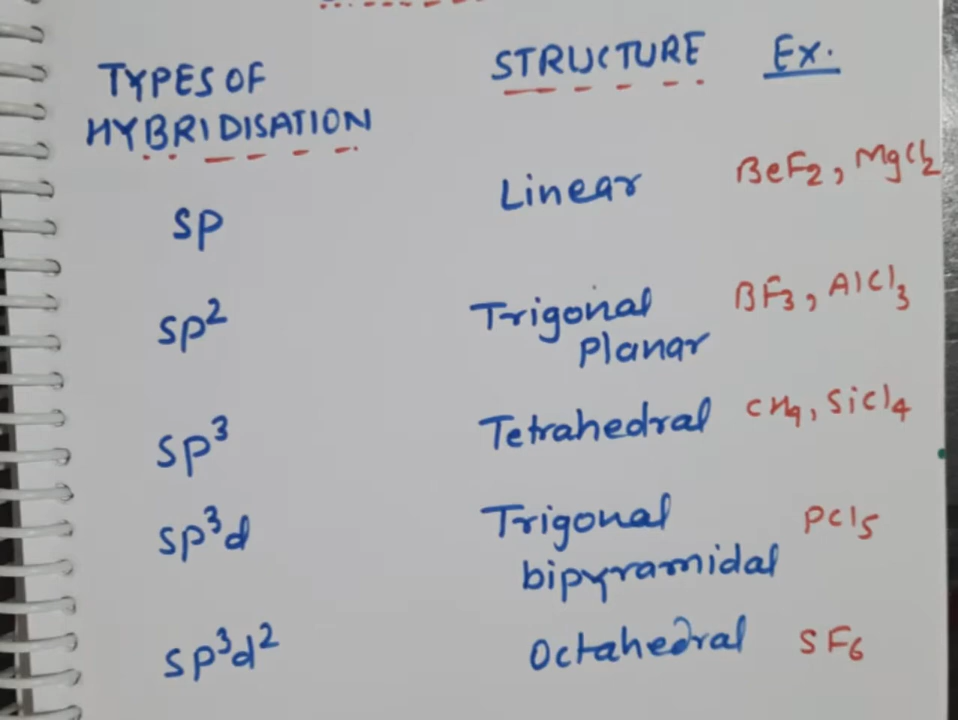 TYPES OF HYBRIDISATION STRUCTURE Ex.
sp Linear BeF2, MgCl2
sp² Trigonal planar BF3, AlCl3
sp³ Tetrahedral CH4, SiCl4
sp³d Trigonal bipyramidal PCl5
sp³d² Octahedral SF6